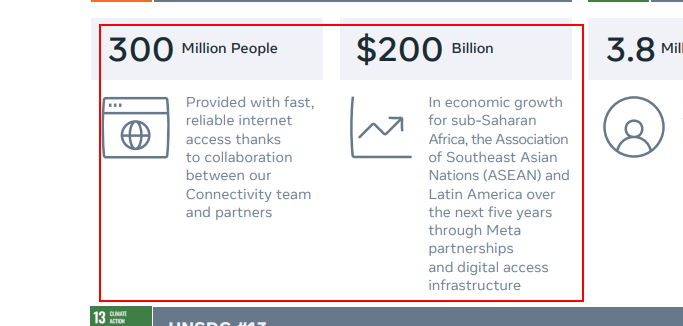 300 Million People
$200 Billion
3.8
Provided with fast,
reliable internet
access thanks
to collaboration
between our
Connectivity team
and partners
In economic growth
for sub-Saharan
Africa, the Association
of Southeast Asian
Nations (ASEAN) and
Latin America over
the next five years
through Meta
partnerships
and digital access
infrastructure
13 CLIMATE
ACTION
UNSDG #13